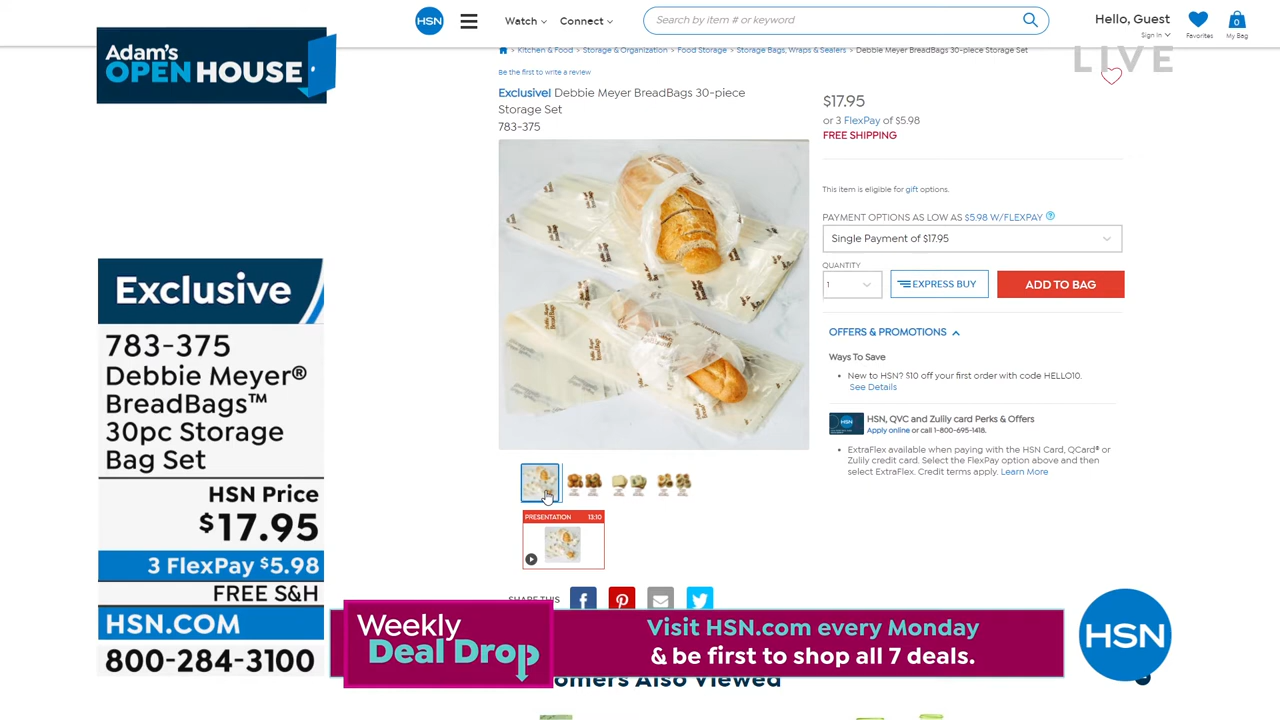 Adam's
OPEN HOUSE
HSN
Watch
Connect
Search by item # or keyword
Hello, Guest
Sign in
Favorites
0
My Bag
LIVE
Kitchen & Food > Storage & Organization > Food Storage > Storage Bags, Wraps & Sealers > Debbie Meyer BreadBags 30-piece Storage Set
Be the first to write a review
Exclusive! Debbie Meyer BreadBags 30-piece
Storage Set
783-375
$17.95
or 3 FlexPay of $5.98
FREE SHIPPING
This item is eligible for gift options.
PAYMENT OPTIONS AS LOW AS $5.98 W/FLEXPAY
Single Payment of $17.95
QUANTITY
1
EXPRESS BUY
ADD TO BAG
OFFERS & PROMOTIONS
Ways To Save
• New to HSN? $10 off your first order with code HELLO10.
See Details
HSN, QVC and Zulily card Perks & Offers
Apply online or call 1-800-695-1418.
• ExtraFlex available when paying with the HSN Card, QCard® or
Zulily credit card. Select the FlexPay option above and then
select ExtraFlex. Credit terms apply. Learn More
PRESENTATION 13:10
SHARE THIS
Exclusive
783-375
Debbie Meyer®
BreadBags™
30pc Storage
Bag Set
HSN Price
$17.95
3 FlexPay $5.98
FREE S&H
HSN.COM
800-284-3100
Weekly
Deal Drop
Visit HSN.com every Monday
& be first to shop all 7 deals.
HSN
omers Also Viewed